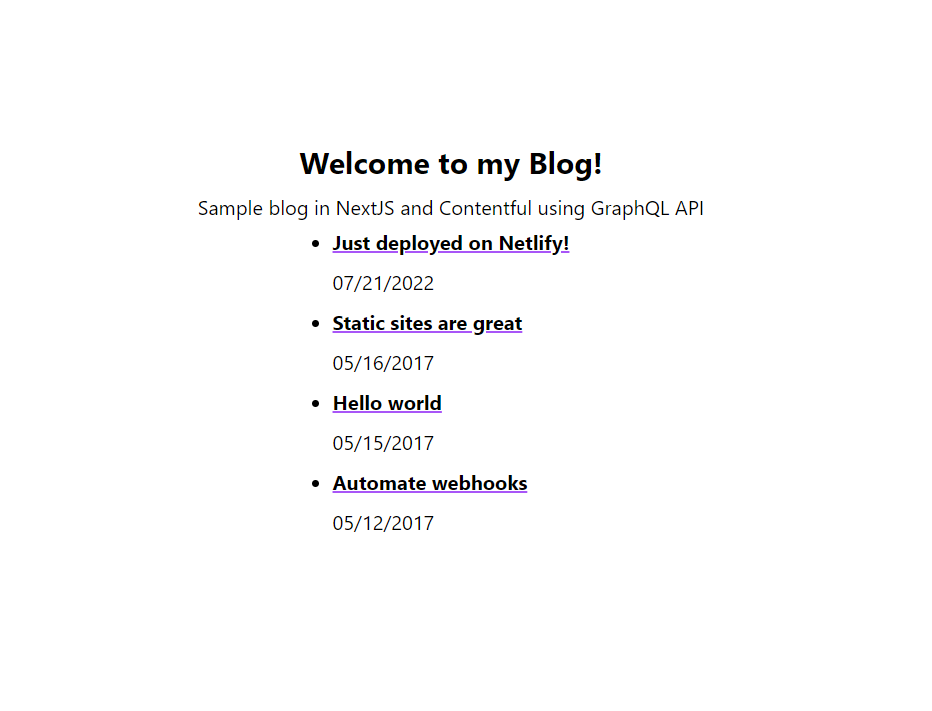 Welcome to my Blog!
Sample blog in NextJS and Contentful using GraphQL API
Just deployed on Netlify!
07/21/2022
Static sites are great
05/16/2017
Hello world
05/15/2017
Automate webhooks
05/12/2017